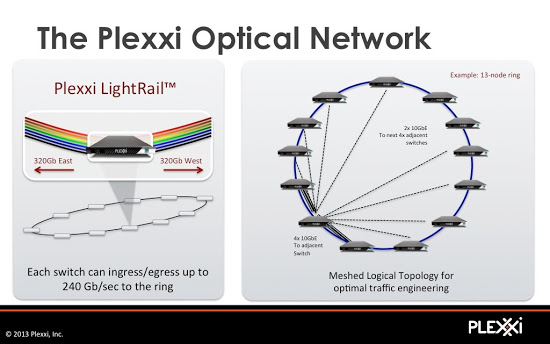 The Plexxi Optical Network
Plexxi LightRail™
PLEXXI
320Gb East
320Gb West
Each switch can ingress/egress up to
240 Gb/sec to the ring
Example: 13-node ring
2x 10GbE
To next 4x adjacent
switches
4x 10GbE
To adjacent
Switch
Meshed Logical Topology for
optimal traffic engineering
© 2013 Plexxi, Inc.
PLEXXI